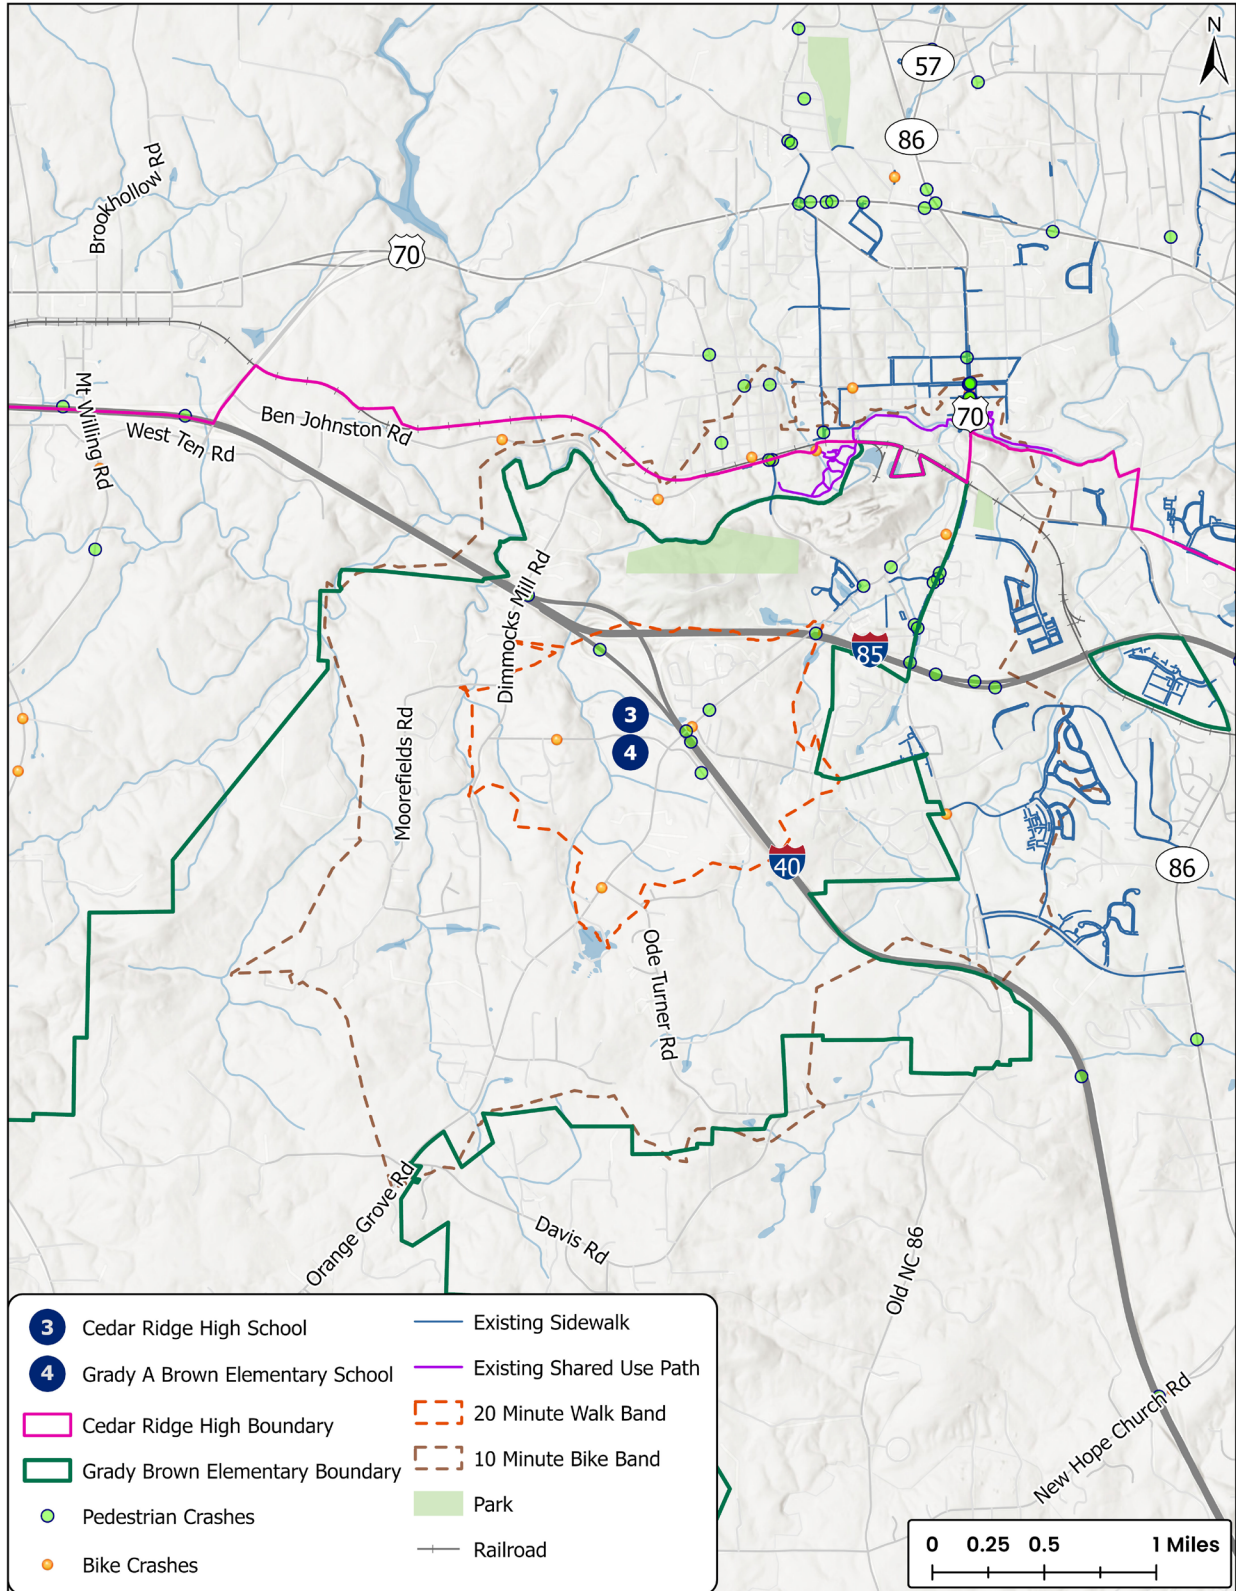 N
57
86
Brookhollow Rd
70
Mt Willing Rd
Ben Johnston Rd
West Ten Rd
70
Dimmocks Mill Rd
85
3
4
Moorefields Rd
40
86
Ode Turner Rd
Orange Grove Rd
Davis Rd
Old NC 86
New Hope Church Rd
3 Cedar Ridge High School
4 Grady A Brown Elementary School
Cedar Ridge High Boundary
Grady Brown Elementary Boundary
Pedestrian Crashes
Bike Crashes
Existing Sidewalk
Existing Shared Use Path
20 Minute Walk Band
10 Minute Bike Band
Park
Railroad
0 0.25 0.5 1 Miles